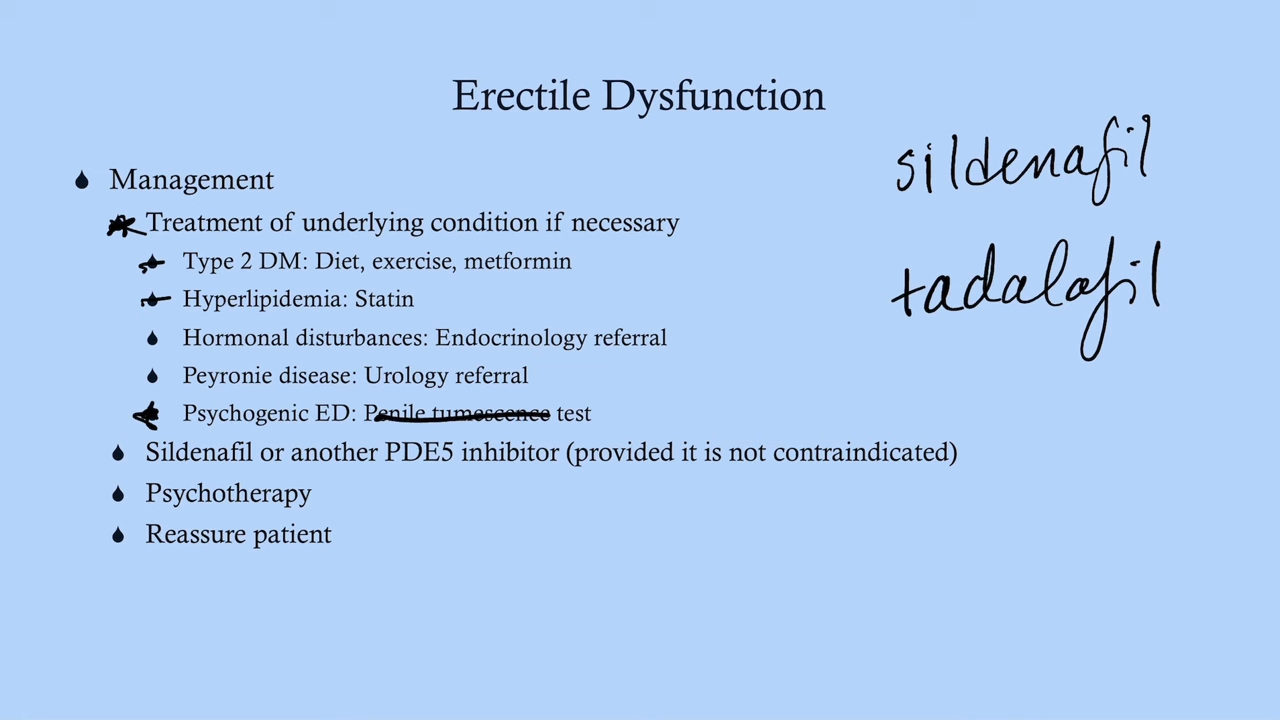 Erectile Dysfunction
sildenafil
Management
Treatment of underlying condition if necessary
Type 2 DM: Diet, exercise, metformin
tadalafil
Hyperlipidemia: Statin
Hormonal disturbances: Endocrinology referral
Peyronie disease: Urology referral
Psychogenic ED: Penile tumescence test
Sildenafil or another PDE5 inhibitor (provided it is not contraindicated)
Psychotherapy
Reassure patient